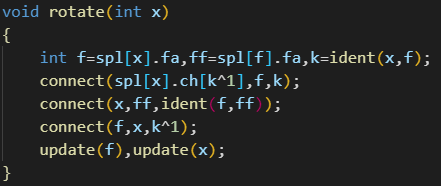 void rotate(int x)
{
    int f=spl[x].fa,ff=spl[f].fa,k=ident(x,f);
    connect(spl[x].ch[k^1],f,k);
    connect(x,ff,ident(f,ff));
    connect(f,x,k^1);
    update(f),update(x);
}